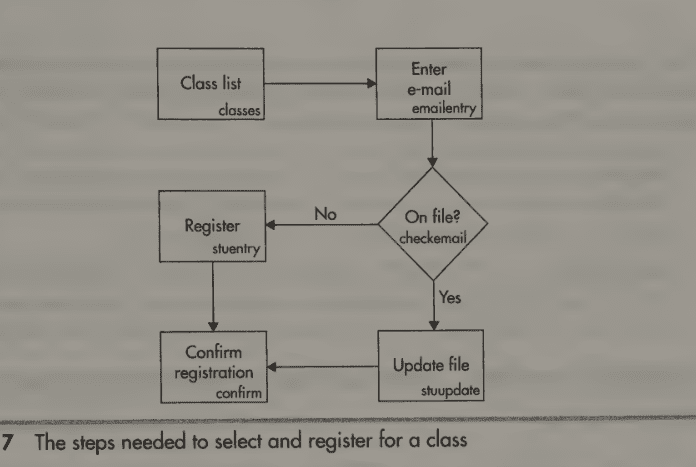 Class list
classes
Enter
e-mail
emailentry
On file?
checkemail
No
Register
stuentry
Yes
Update file
stuupdate
Confirm
registration
confirm
7 The steps needed to select and register for a class